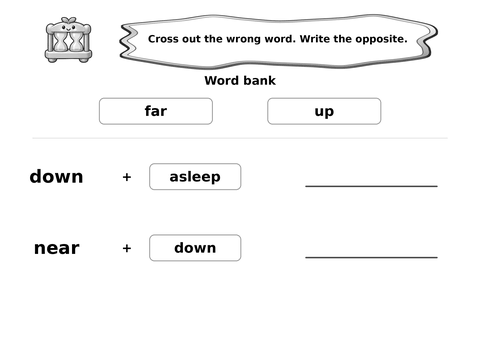 Cross out the wrong word. Write the opposite.
Word bank
far up
down + asleep
near + down